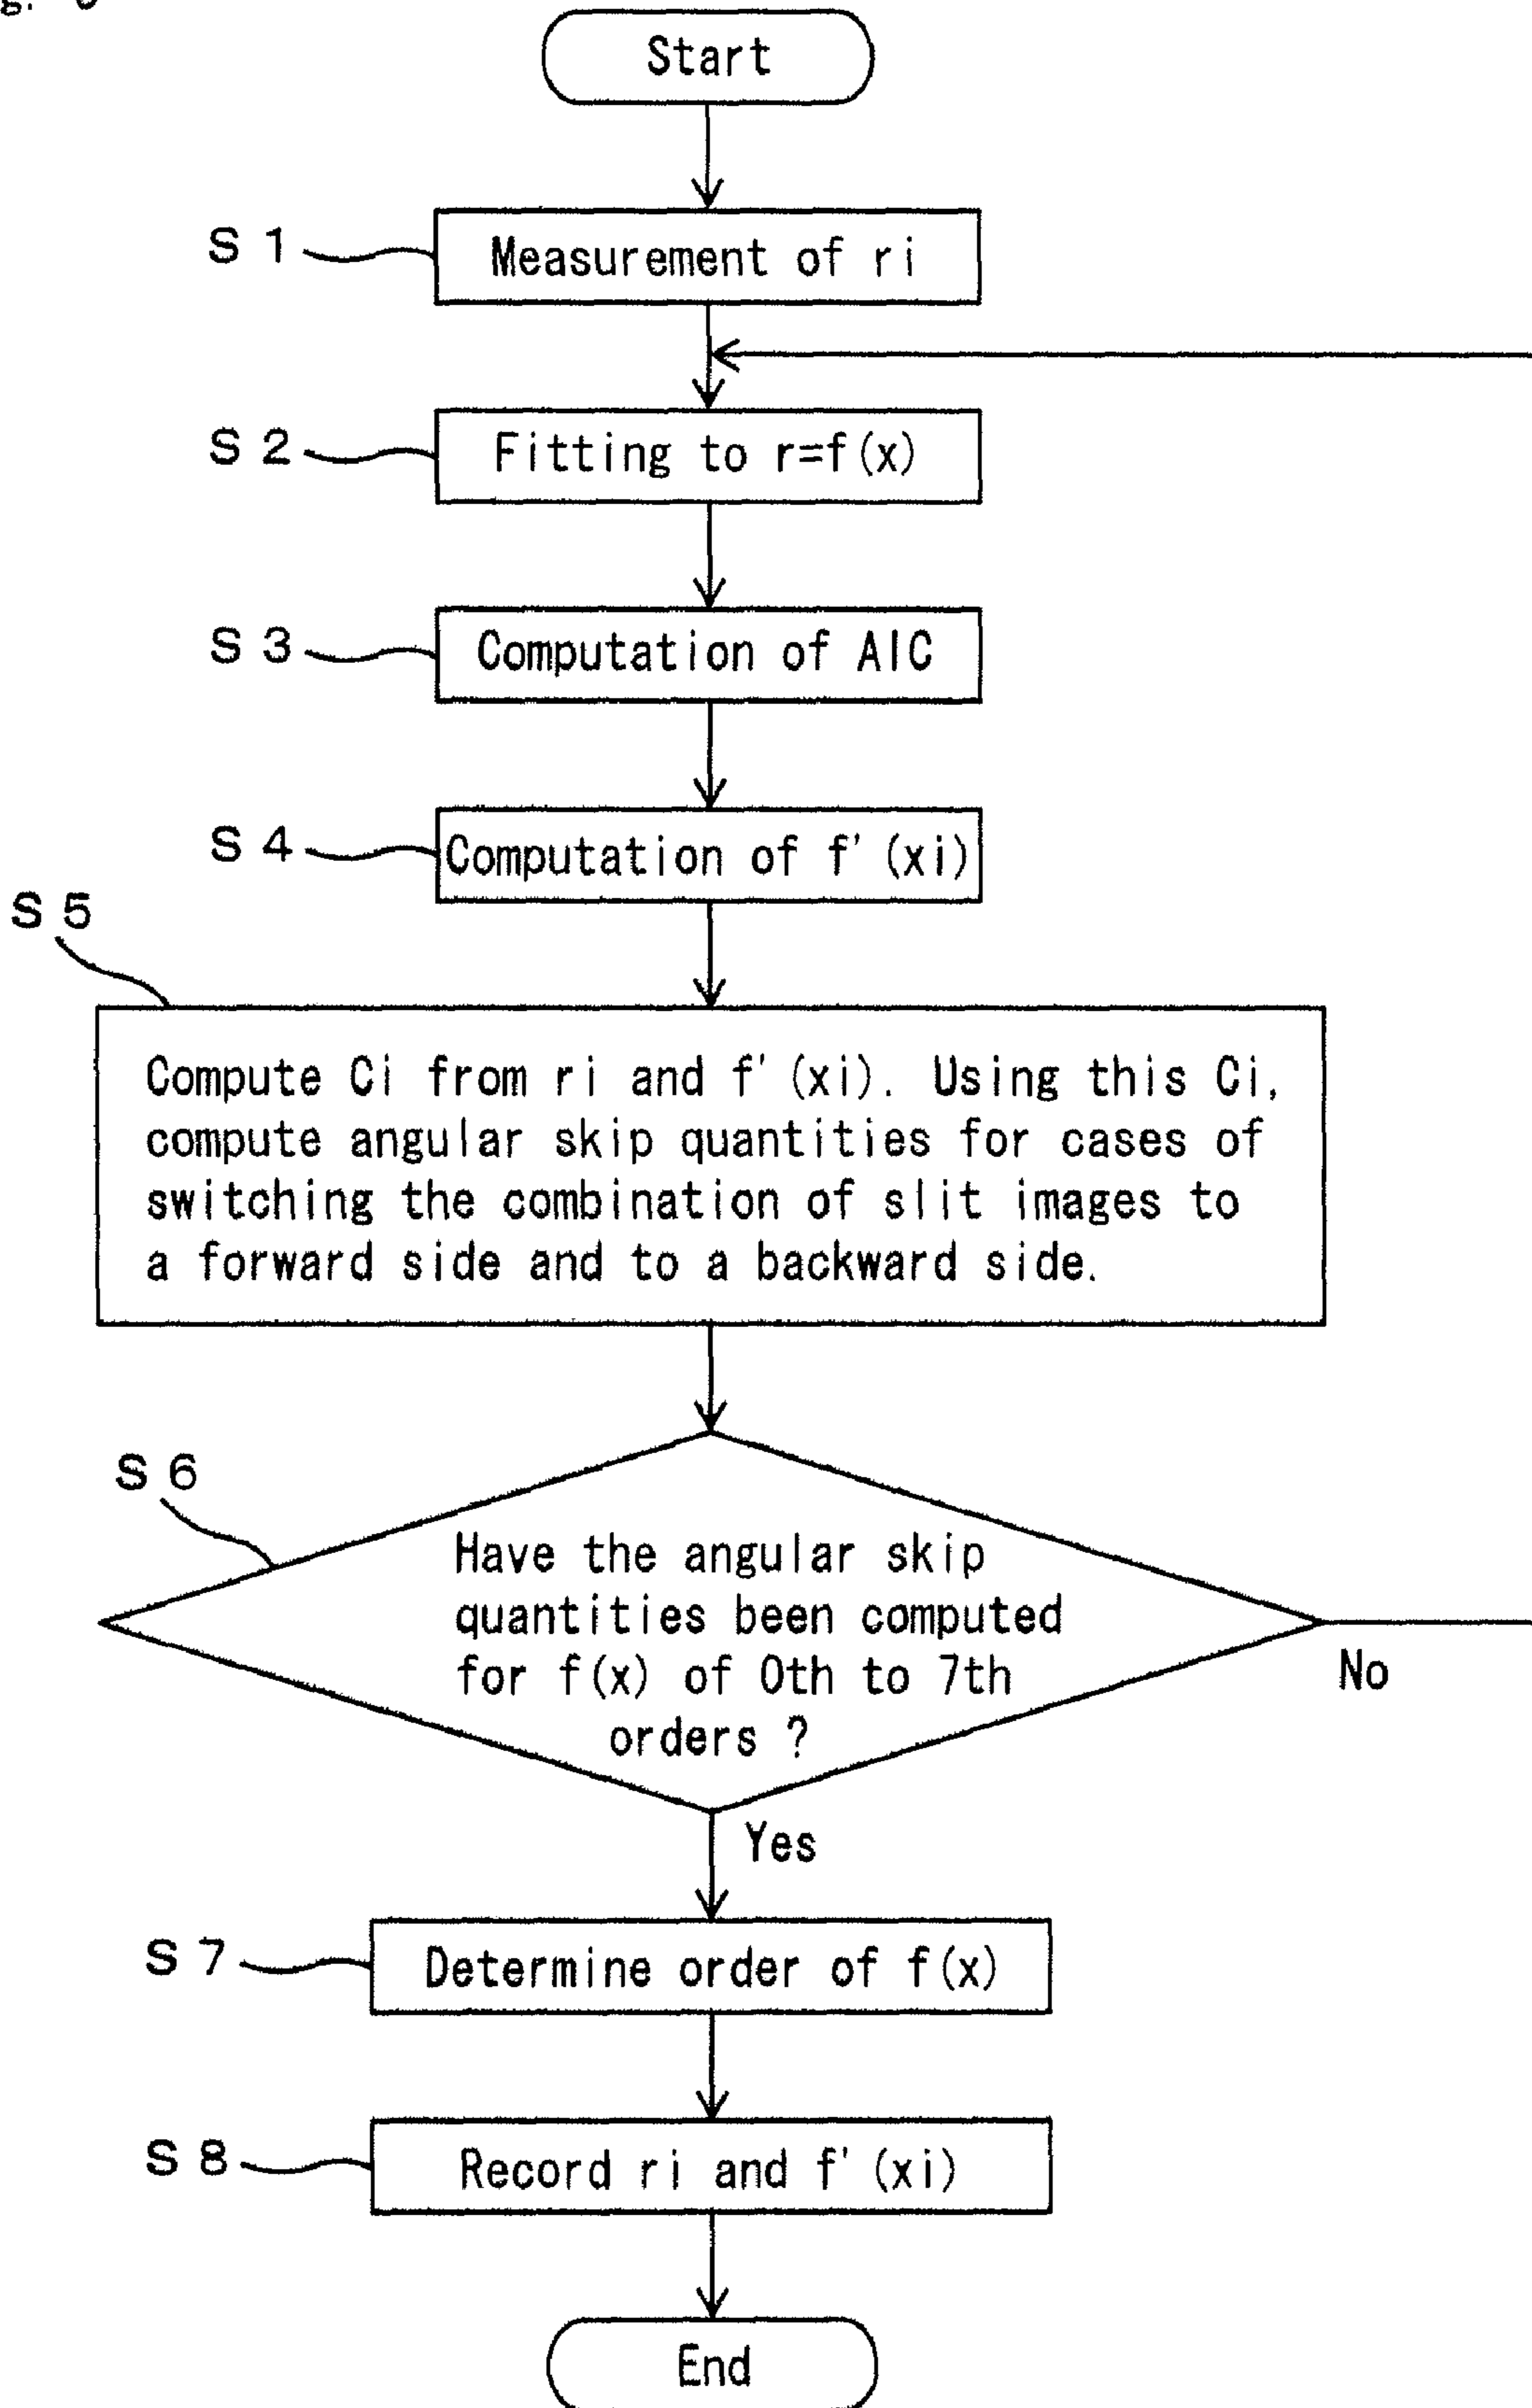 g.
Start
S 1
Measurement of ri
S 2
Fitting to r=f(x)
S 3
Computation of AIC
S 4
Computation of f'(xi)
S 5
Compute Ci from ri and f'(xi). Using this Ci,
compute angular skip quantities for cases of
switching the combination of slit images to
a forward side and to a backward side.
S 6
Have the angular skip
quantities been computed
for f(x) of 0th to 7th
orders ?
No
Yes
S 7
Determine order of f(x)
S 8
Record ri and f'(xi)
End